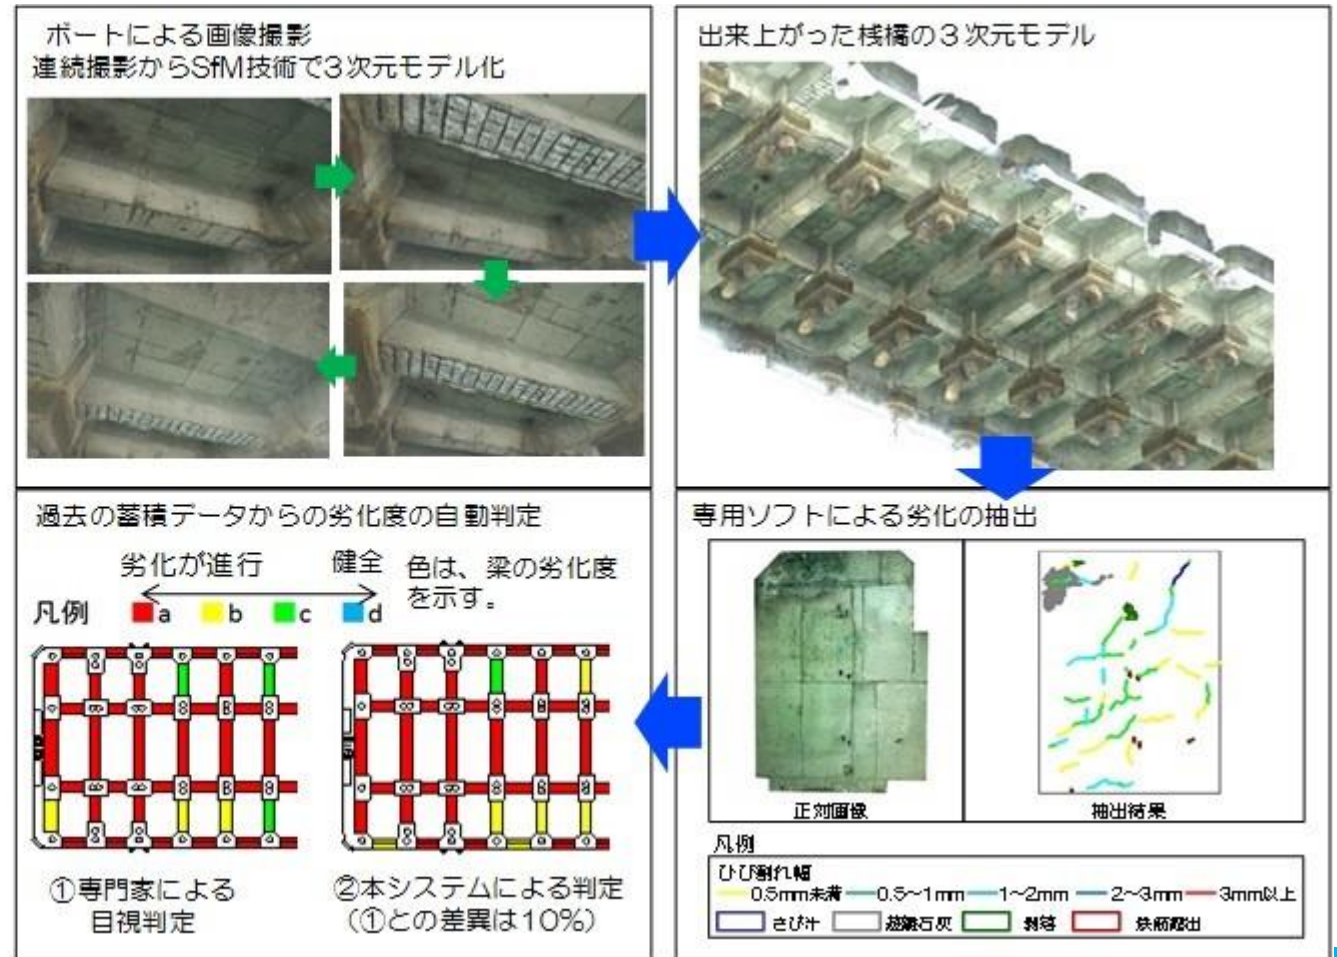 ボートによる画像撮影
連続撮影からSfM技術で3次元モデル化
出来上がった桟橋の3次元モデル
専用ソフトによる劣化の抽出
正対画像
抽出結果
凡例
ひび割れ幅
0.5mm未満
0.5~1mm
1~2mm
2~3mm
3mm以上
さび汁
遊離石灰
剥落
鉄筋露出
過去の蓄積データからの劣化度の自動判定
劣化が進行
健全
色は、梁の劣化度
を示す。
凡例
a
b
c
d
①専門家による
目視判定
②本システムによる判定
(①との差異は10%)